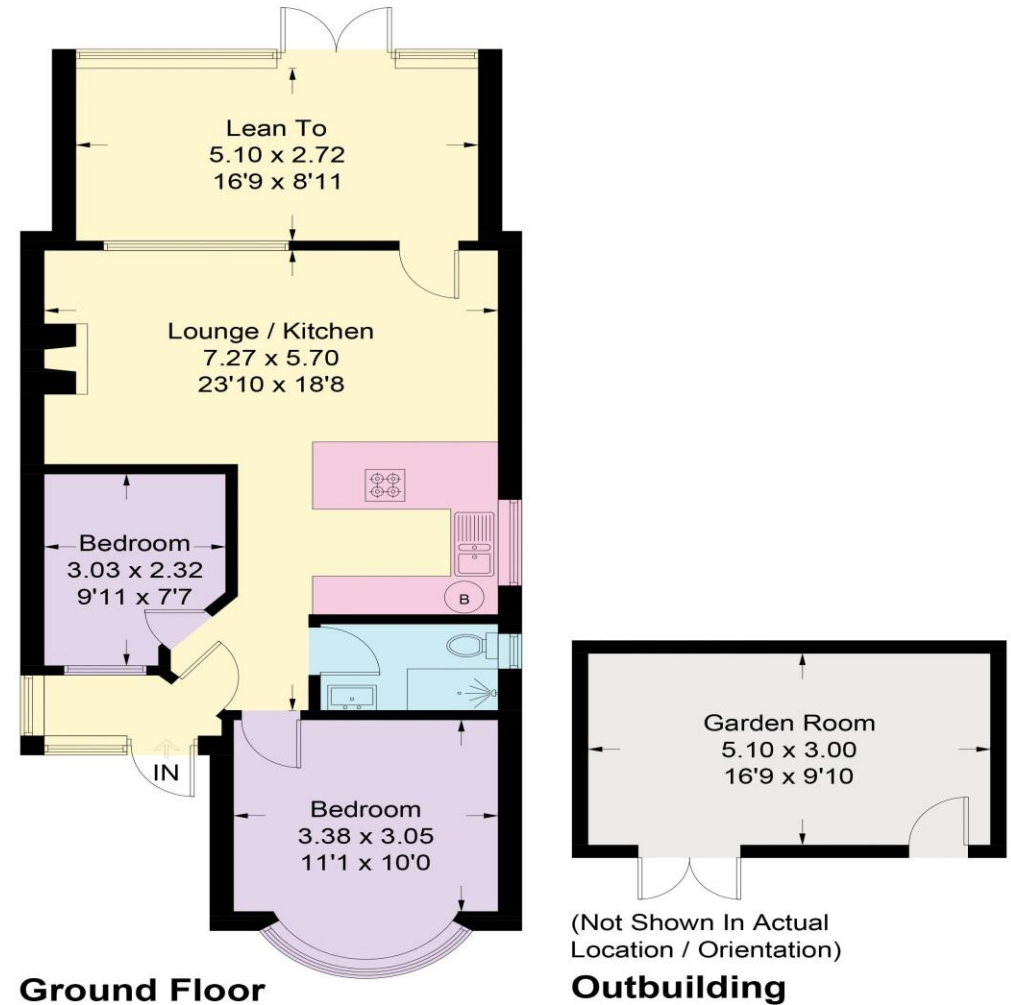 Lean To
5.10 x 2.72
16'9 x 8'11
Lounge / Kitchen
7.27 x 5.70
23'10 x 18'8
Bedroom
3.03 x 2.32
9'11 x 7'7
B
IN
Bedroom
3.38 x 3.05
11'1 x 10'0
Ground Floor
Garden Room
5.10 x 3.00
16'9 x 9'10
(Not Shown In Actual
Location / Orientation)
Outbuilding